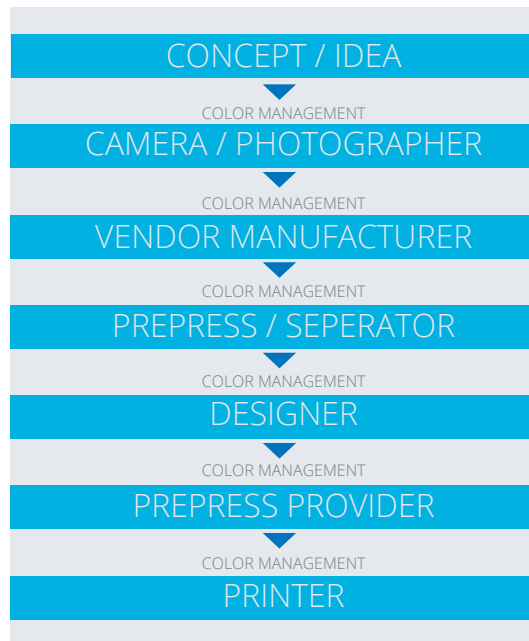 CONCEPT / IDEA
COLOR MANAGEMENT
CAMERA / PHOTOGRAPHER
COLOR MANAGEMENT
VENDOR MANUFACTURER
COLOR MANAGEMENT
PREPRESS / SEPERATOR
COLOR MANAGEMENT
DESIGNER
COLOR MANAGEMENT
PREPRESS PROVIDER
COLOR MANAGEMENT
PRINTER